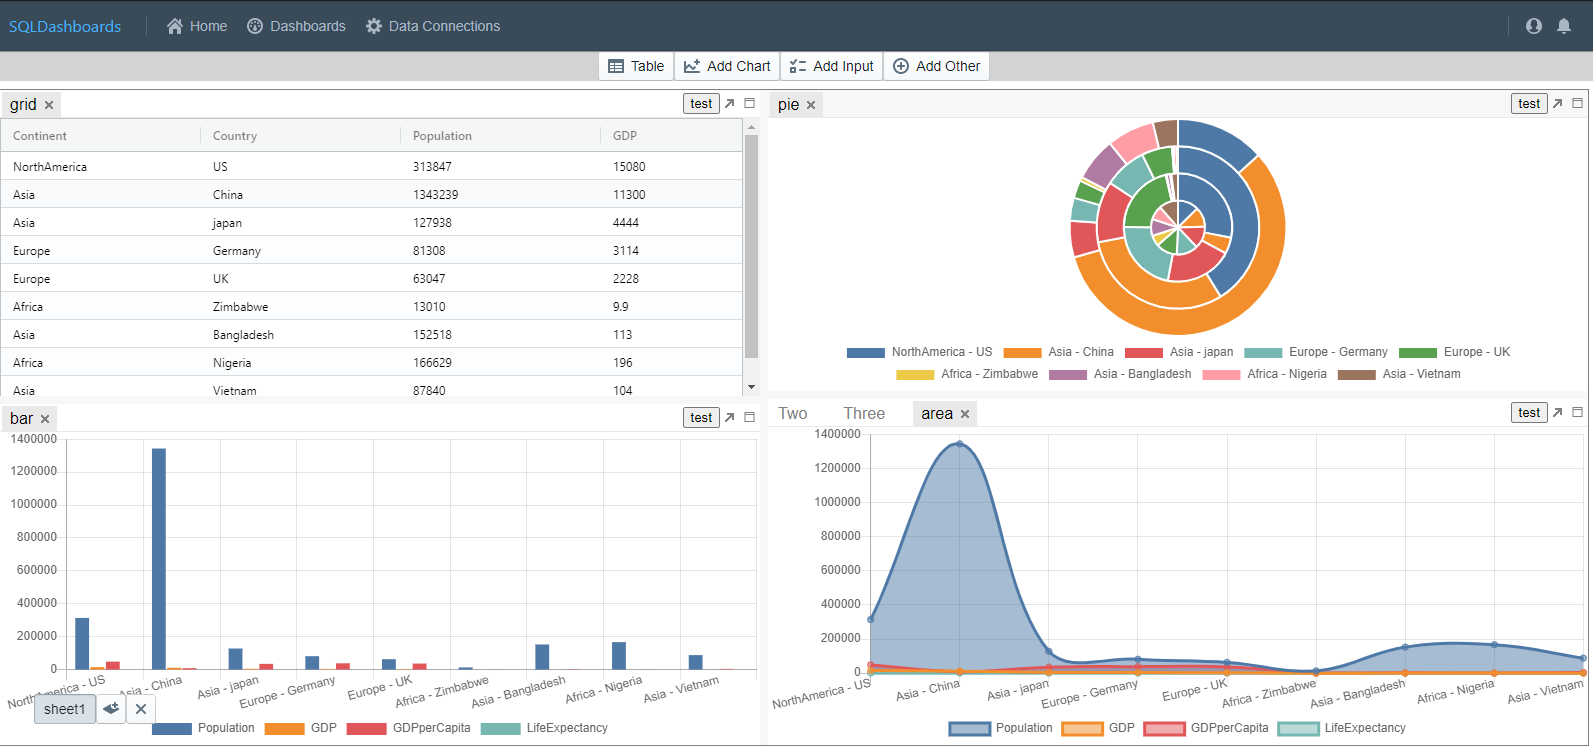 SQLDashboards Home Dashboards Data Connections
Table Add Chart Add Input Add Other
grid × test
Continent Country Population GDP
NorthAmerica US 313847 15080
Asia China 1343239 11300
Asia japan 127938 4444
Europe Germany 81308 3114
Europe UK 63047 2228
Africa Zimbabwe 13010 9.9
Asia Bangladesh 152518 113
Africa Nigeria 166629 196
Asia Vietnam 87840 104
pie × test
NorthAmerica - US Asia - China Asia - japan Europe - Germany Europe - UK
Africa - Zimbabwe Asia - Bangladesh Africa - Nigeria Asia - Vietnam
bar × test
1400000
1200000
1000000
800000
600000
400000
200000
0
NorthAmerica - US Asia - China Asia - japan Europe - Germany Europe - UK Africa - Zimbabwe Asia - Bangladesh Africa - Nigeria Asia - Vietnam
Population GDP GDPperCapita LifeExpectancy
sheet1
Two Three area × test
1400000
1200000
1000000
800000
600000
400000
200000
0
NorthAmerica - US Asia - China Asia - japan Europe - Germany Europe - UK Africa - Zimbabwe Asia - Bangladesh Africa - Nigeria Asia - Vietnam
Population GDP GDPperCapita LifeExpectancy